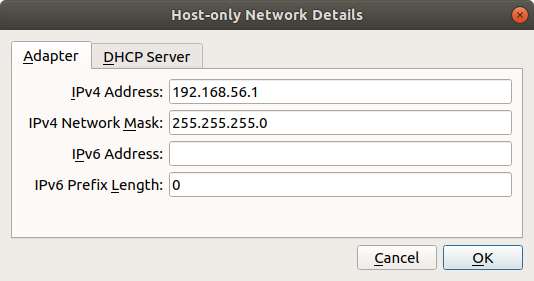 Host-only Network Details
Adapter DHCP Server
IPv4 Address: 192.168.56.1
IPv4 Network Mask: 255.255.255.0
IPv6 Address:
IPv6 Prefix Length: 0
Cancel OK